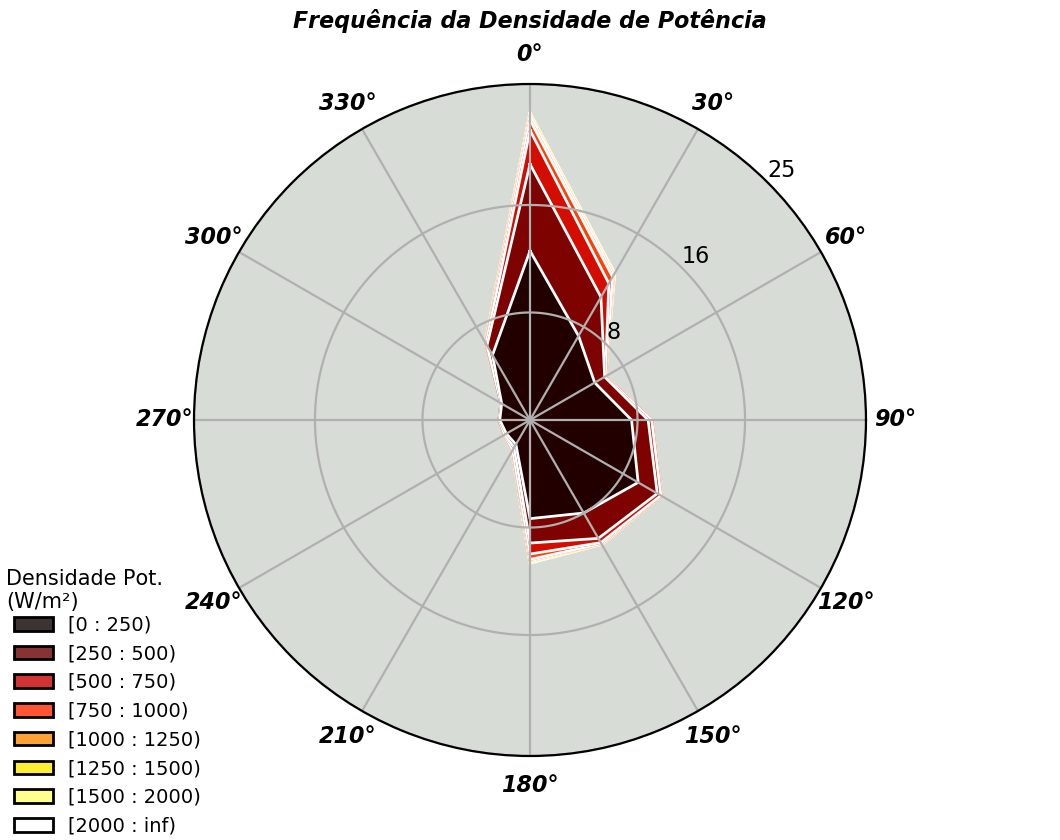 Frequência da Densidade de Potência
0°
330°
30°
25
300°
60°
16
8
270°
90°
Densidade Pot.
(W/m²)
240°
120°
[0 : 250)
[250 : 500)
[500 : 750)
[750 : 1000)
210°
150°
[1000 : 1250)
[1250 : 1500)
180°
[1500 : 2000)
[2000 : inf)